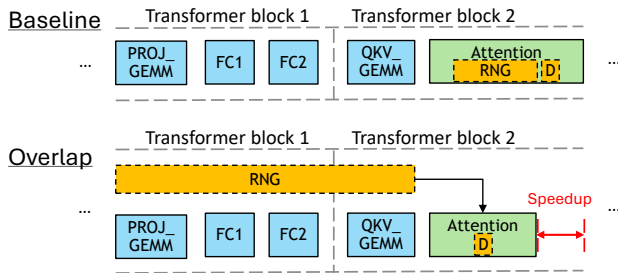 Baseline
Transformer block 1
Transformer block 2
...
PROJ_
GEMM
FC1
FC2
QKV_
GEMM
Attention
RNG
D
...
Overlap
Transformer block 1
Transformer block 2
RNG
Speedup
...
PROJ_
GEMM
FC1
FC2
QKV_
GEMM
Attention
D
...